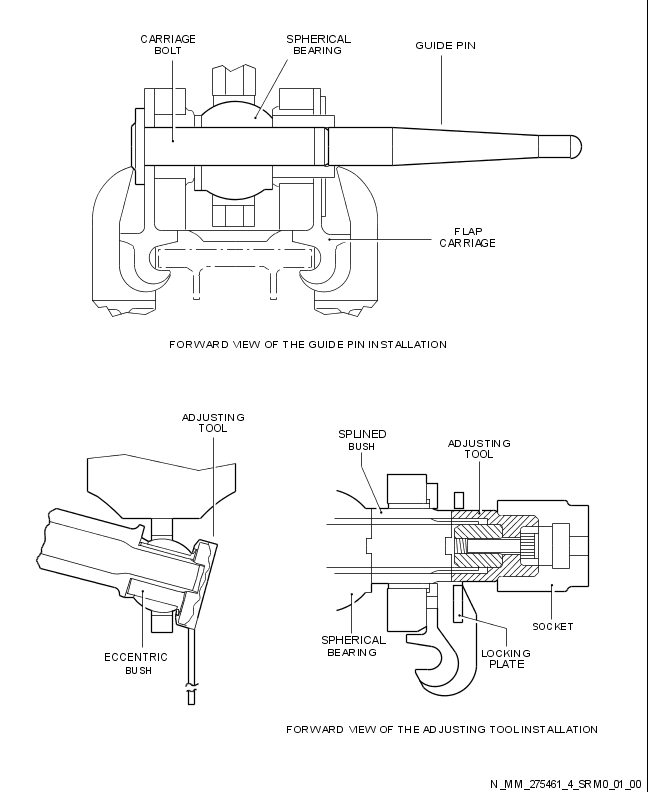 CARRIAGE
BOLT
SPHERICAL
BEARING
GUIDE PIN
FLAP
CARRIAGE
FORWARD VIEW OF THE GUIDE PIN INSTALLATION
ADJUSTING
TOOL
ECCENTRIC
BUSH
SPLINED
BUSH
ADJUSTING
TOOL
SPHERICAL
BEARING
LOCKING
PLATE
SOCKET
FORWARD VIEW OF THE ADJUSTING TOOL INSTALLATION
N_MM_275461_4_SRM0_01_00